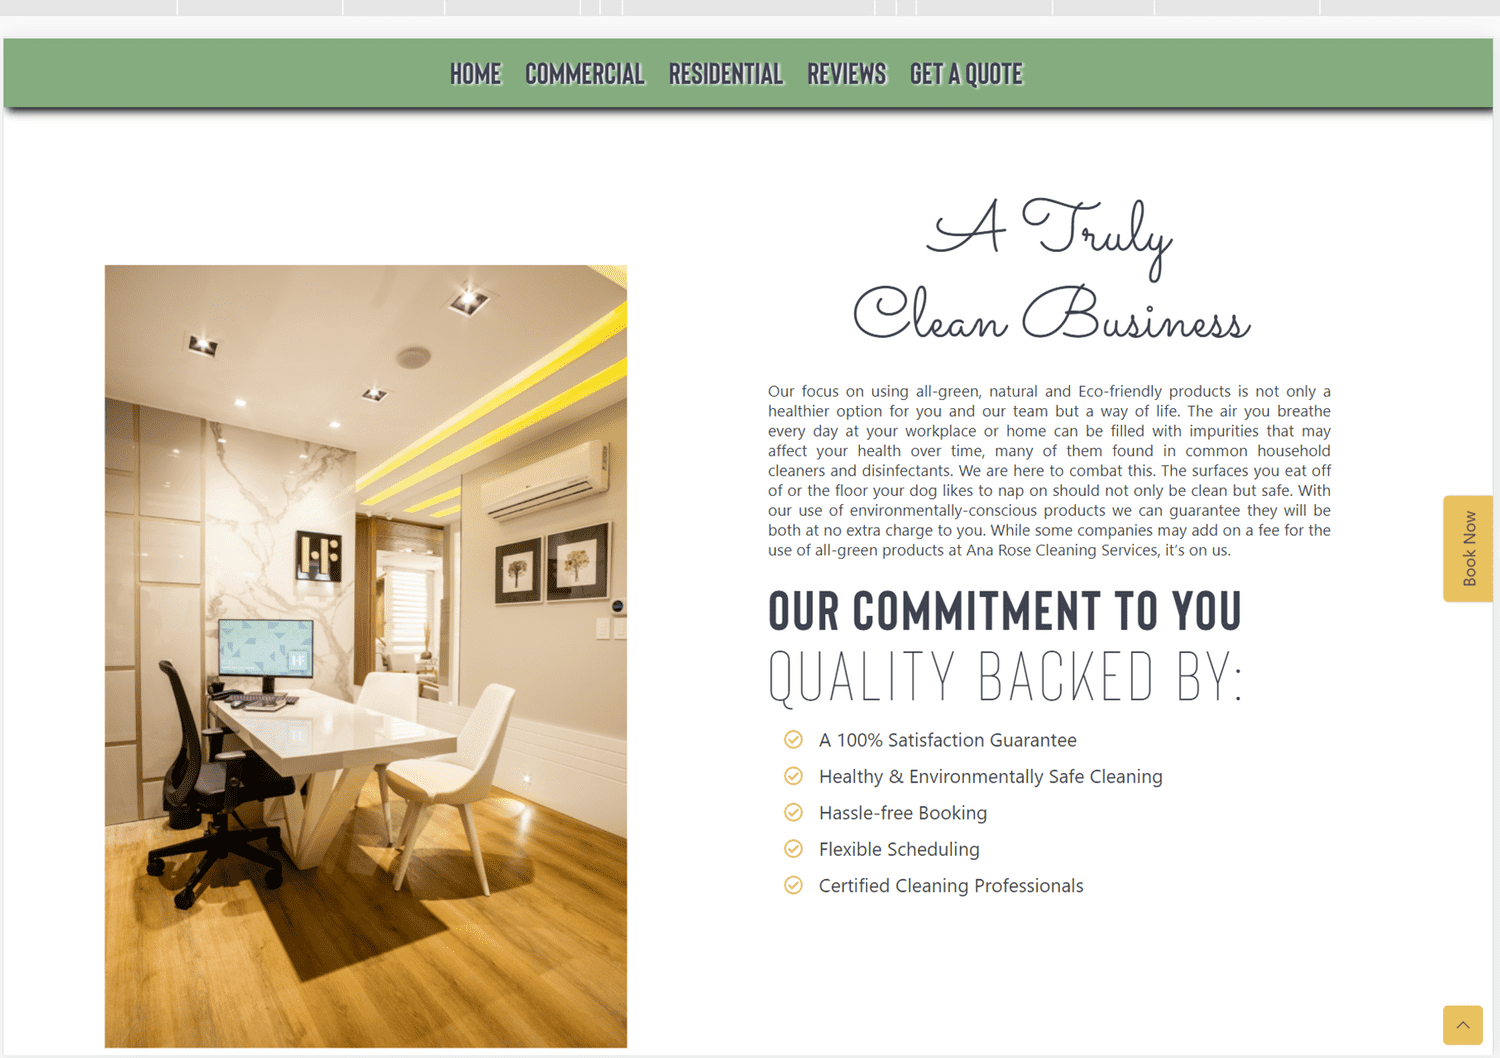 HOME COMMERCIAL RESIDENTIAL REVIEWS GET A QUOTE
A Truly
Clean Business
Our focus on using all-green, natural and Eco-friendly products is not only a
healthier option for you and our team but a way of life. The air you breathe
every day at your workplace or home can be filled with impurities that may
affect your health over time, many of them found in common household
cleaners and disinfectants. We are here to combat this. The surfaces you eat off
of or the floor your dog likes to nap on should not only be clean but safe. With
our use of environmentally-conscious products we can guarantee they will be
both at no extra charge to you. While some companies may add on a fee for the
use of all-green products at Ana Rose Cleaning Services, it’s on us.
OUR COMMITMENT TO YOU
QUALITY BACKED BY:
A 100% Satisfaction Guarantee
Healthy & Environmentally Safe Cleaning
Hassle-free Booking
Flexible Scheduling
Certified Cleaning Professionals
Book Now